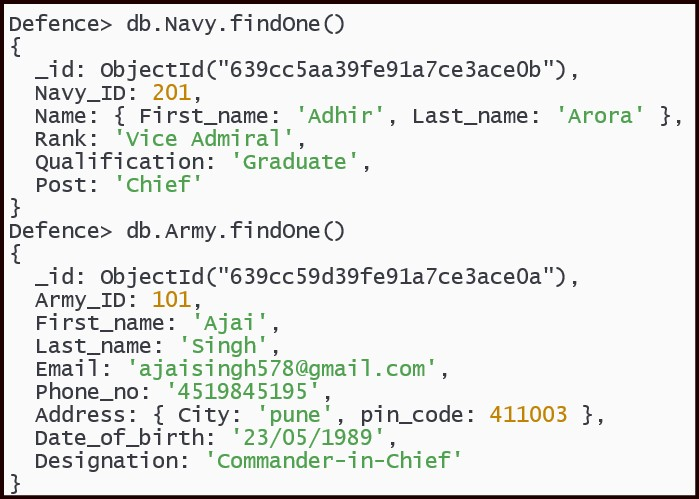 Defence> db.Navy.findOne()
{
  _id: ObjectId("639cc5aa39fe91a7ce3ace0b"),
  Navy_ID: 201,
  Name: { First_name: 'Adhir', Last_name: 'Arora' },
  Rank: 'Vice Admiral',
  Qualification: 'Graduate',
  Post: 'Chief'
}
Defence> db.Army.findOne()
{
  _id: ObjectId("639cc59d39fe91a7ce3ace0a"),
  Army_ID: 101,
  First_name: 'Ajai',
  Last_name: 'Singh',
  Email: 'ajaisingh578@gmail.com',
  Phone_no: '4519845195',
  Address: { City: 'pune', pin_code: 411003 },
  Date_of_birth: '23/05/1989',
  Designation: 'Commander-in-Chief'
}